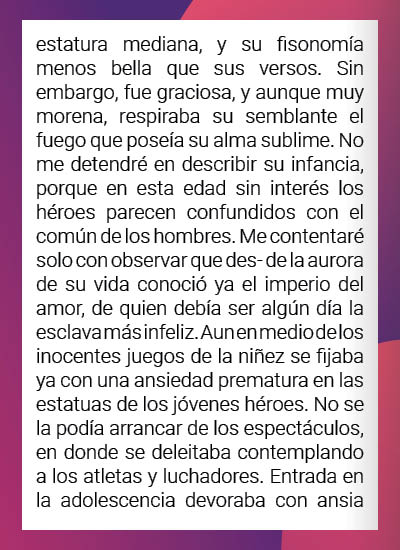 estatura mediana, y su fisonomía
menos bella que sus versos. Sin
embargo, fue graciosa, y aunque muy
morena, respiraba su semblante el
fuego que poseía su alma sublime. No
me detendré en describir su infancia,
porque en esta edad sin interés los
héroes parecen confundidos con el
común de los hombres. Me contentaré
solo con observar que des- de la aurora
de su vida conoció ya el imperio del
amor, de quien debía ser algún día la
esclava más infeliz. Aun en medio de los
inocentes juegos de la niñez se fijaba
ya con una ansiedad prematura en las
estatuas de los jóvenes héroes. No se
la podía arrancar de los espectáculos,
en donde se deleitaba contemplando
a los atletas y luchadores. Entrada en
la adolescencia devoraba con ansia